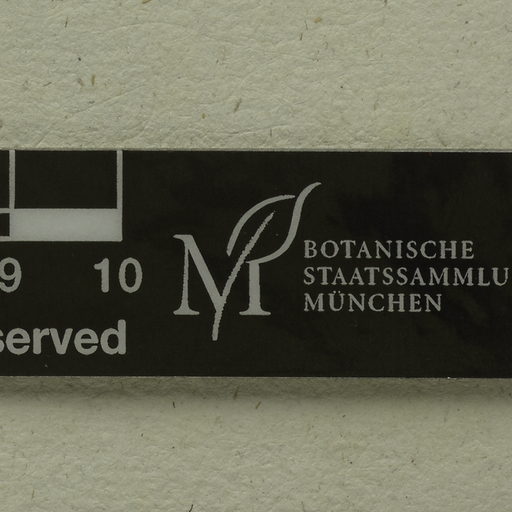 9 10
served
BOTANISCHE
STAATSSAMMLU
MÜNCHEN